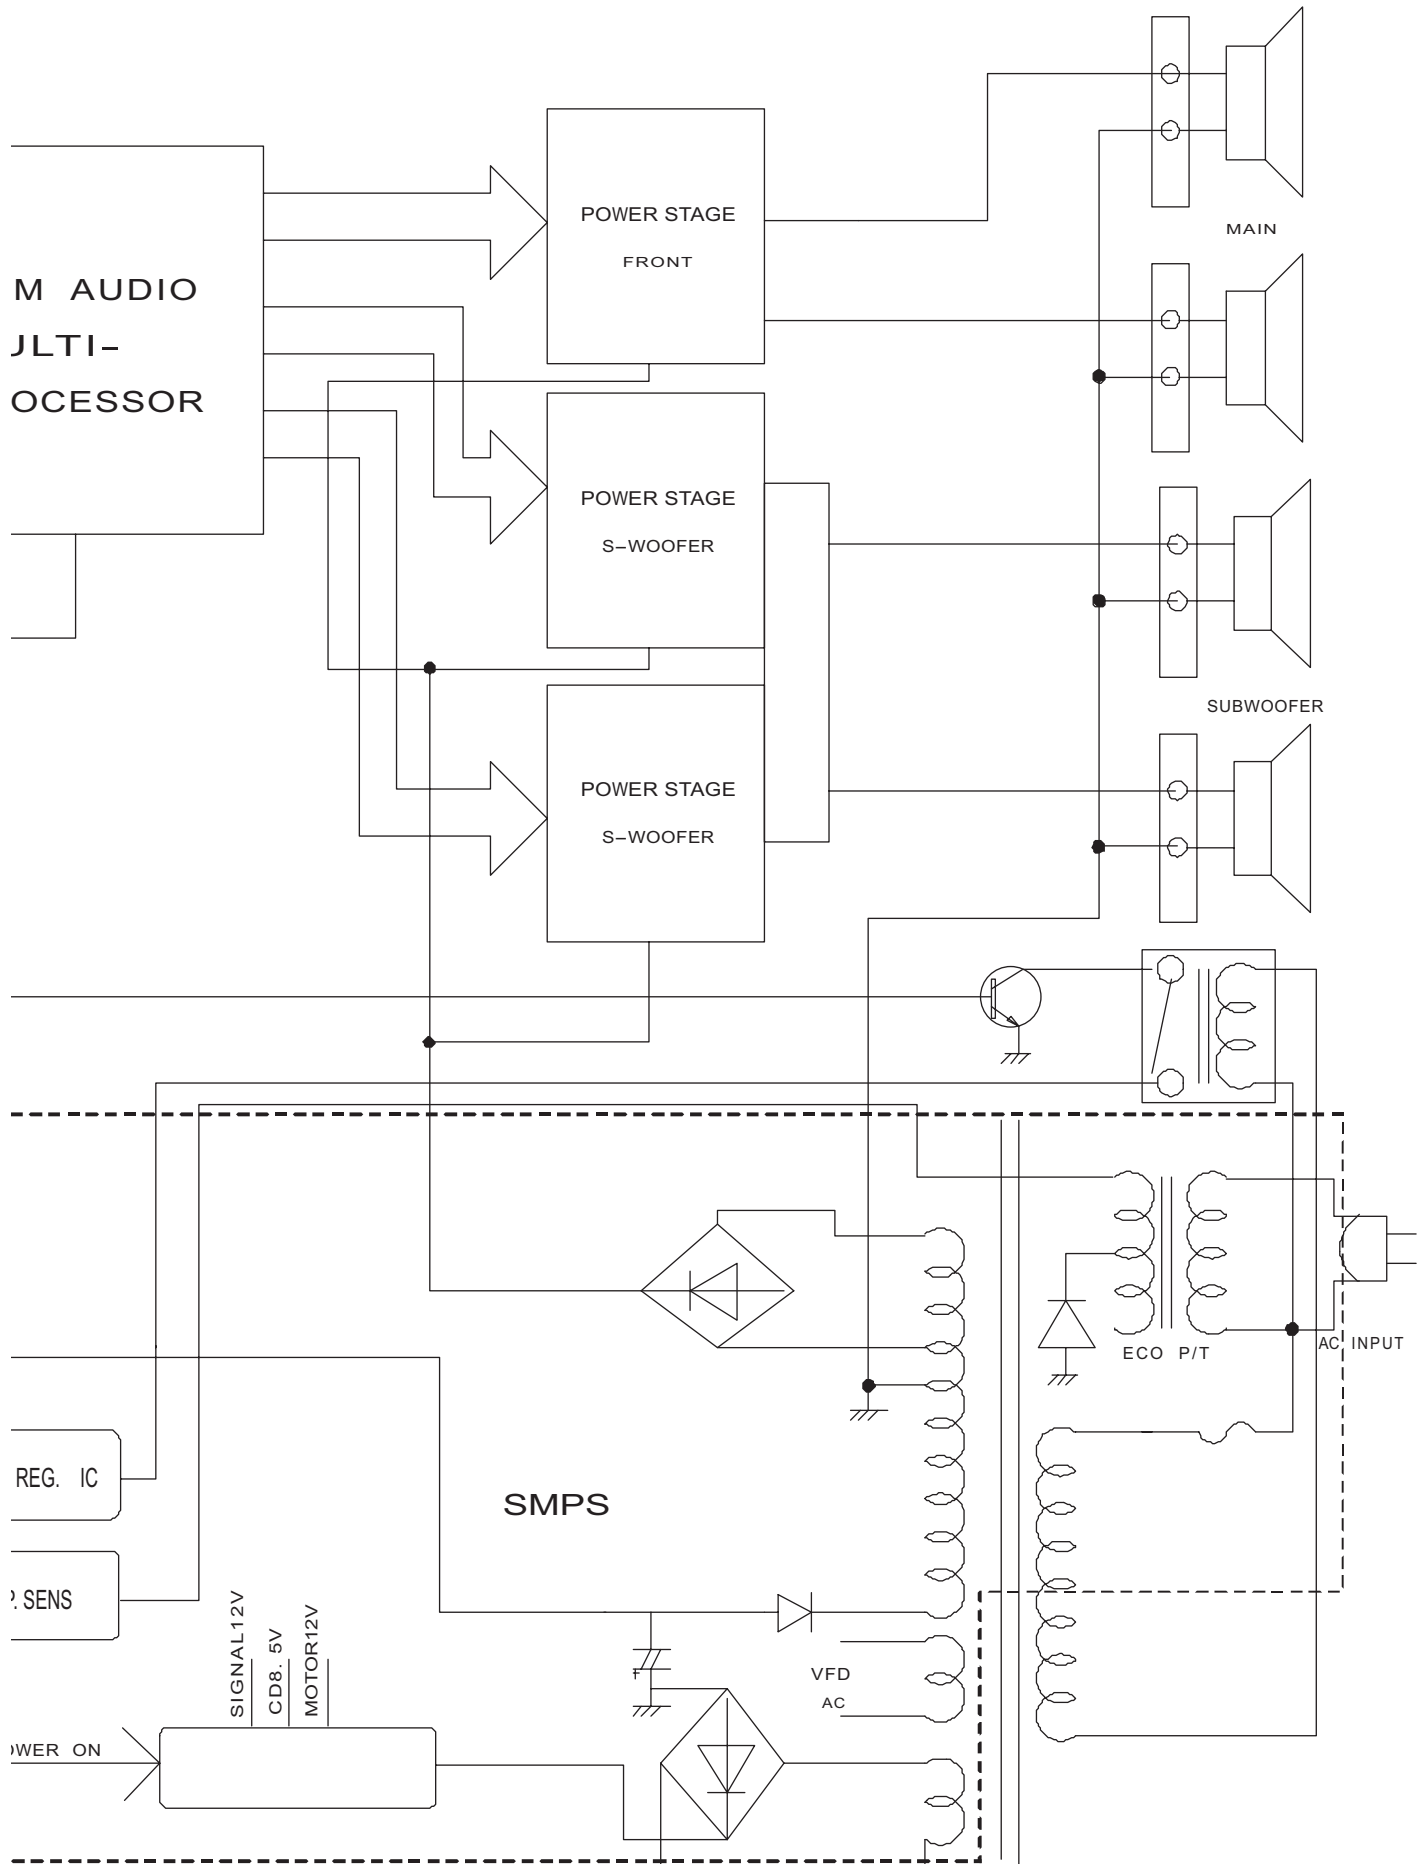 POWER STAGE
FRONT
MAIN
M AUDIO
ULTI-
OCESSOR
POWER STAGE
S-WOOFER
SUBWOOFER
POWER STAGE
S-WOOFER
ECO P/T
AC INPUT
REG. IC
SMPS
P. SENS
SIGNAL12V
CD8. 5V
MOTOR12V
VFD
AC
OWER ON